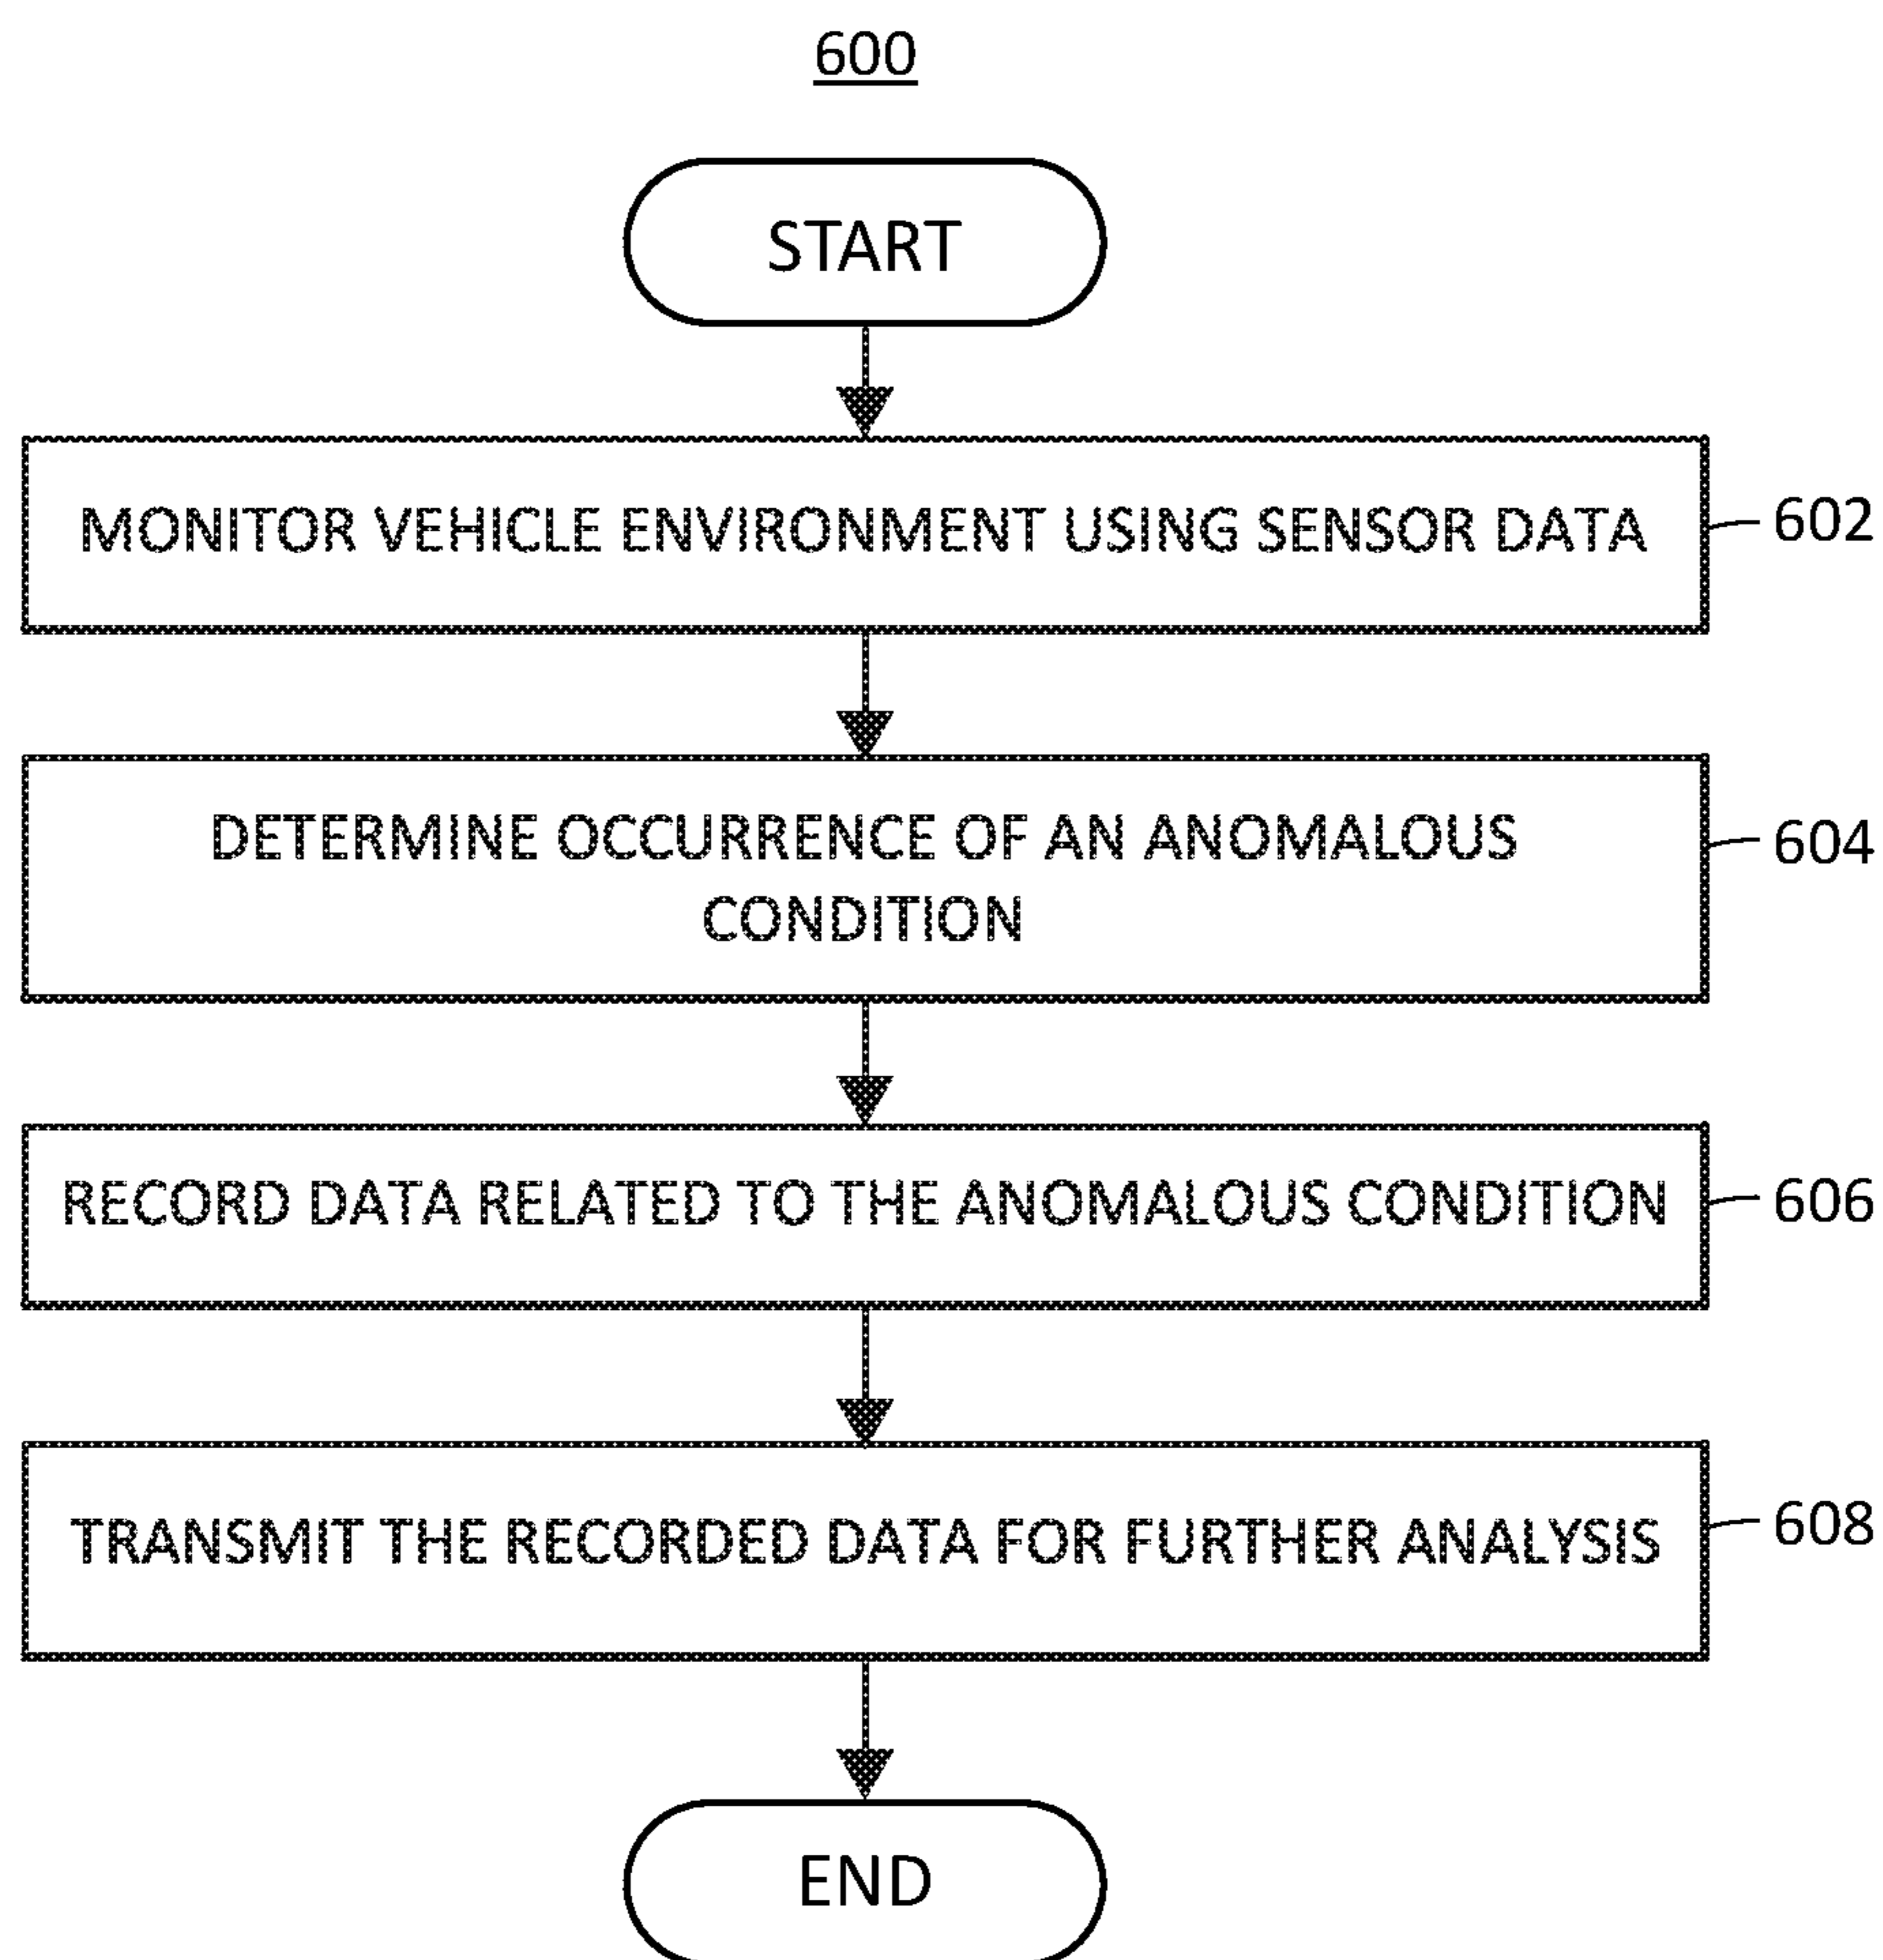 600
START
MONITOR VEHICLE ENVIRONMENT USING SENSOR DATA
602
DETERMINE OCCURRENCE OF AN ANOMALOUS
CONDITION
604
RECORD DATA RELATED TO THE ANOMALOUS CONDITION
606
TRANSMIT THE RECORDED DATA FOR FURTHER ANALYSIS
608
END